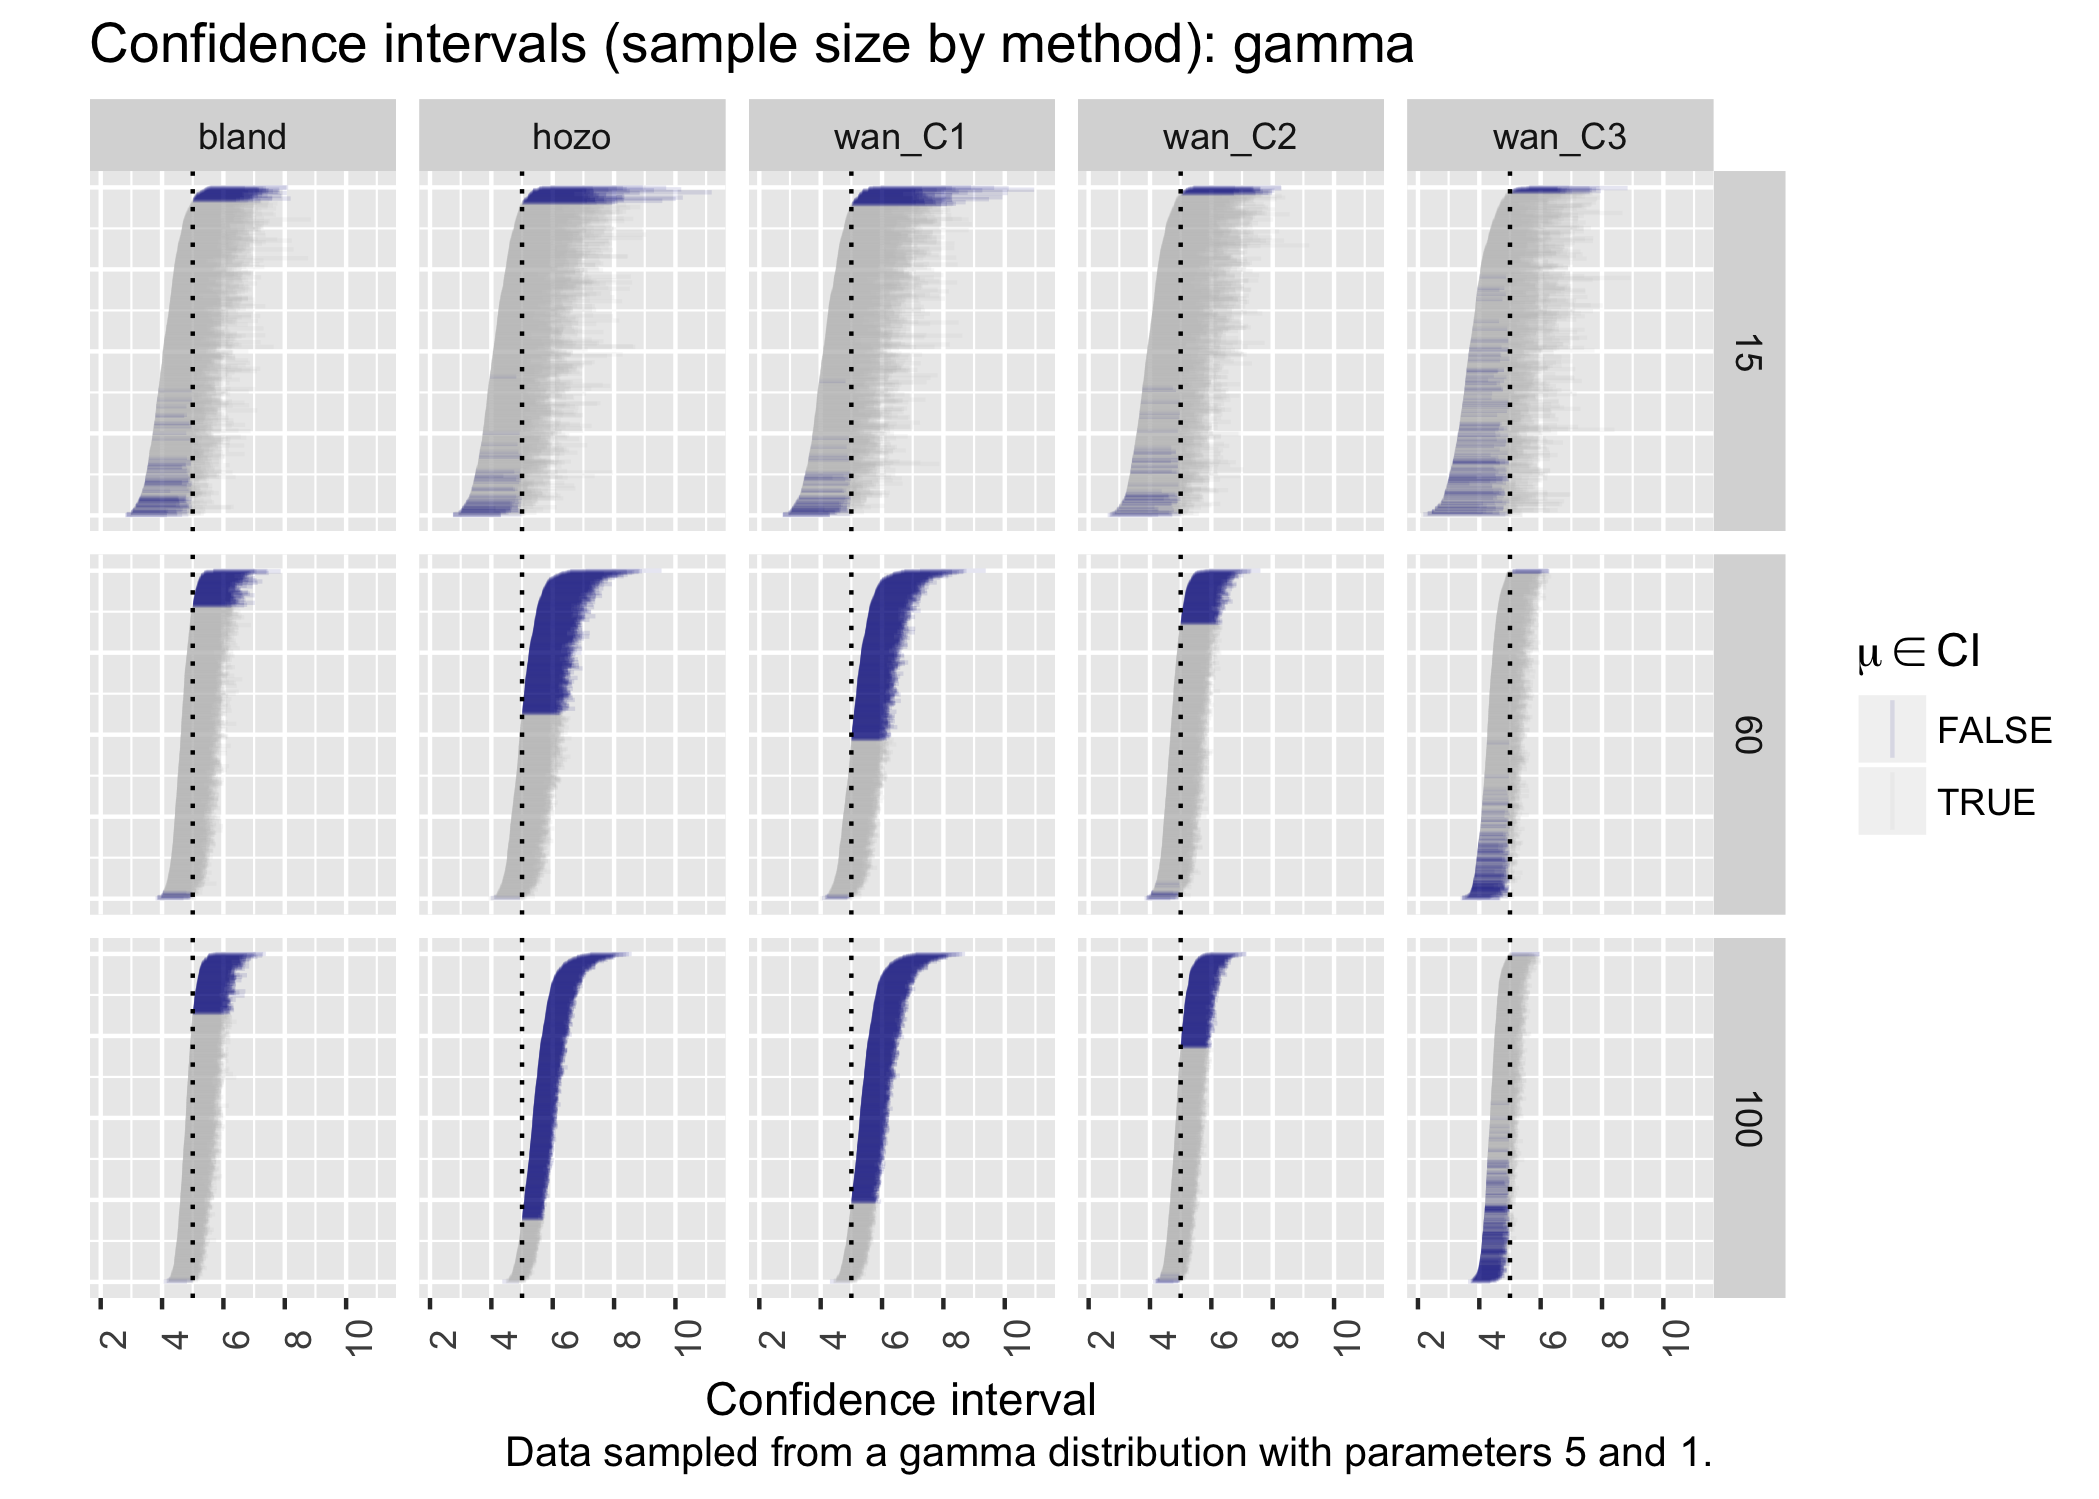 Confidence intervals (sample size by method): gamma
bland hozo wan_C1 wan_C2 wan_C3
15
60
100
μ ∈ CI
FALSE
TRUE
2 4 6 8 10 2 4 6 8 10 2 4 6 8 10 2 4 6 8 10 2 4 6 8 10
Confidence interval
Data sampled from a gamma distribution with parameters 5 and 1.